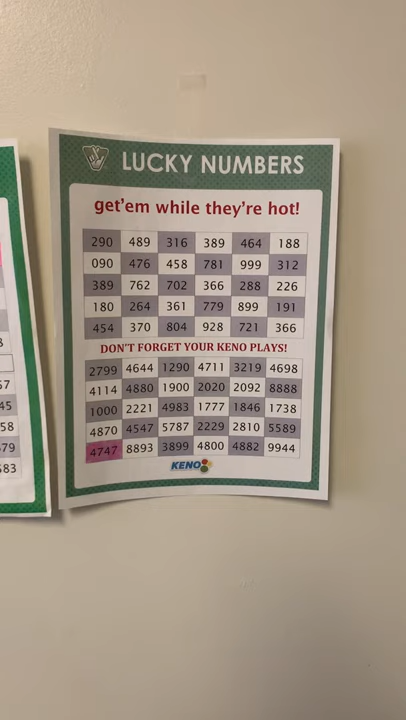 LUCKY NUMBERS
get'em while they're hot!
290 489 316 389 464 188
090 476 458 781 999 312
389 762 702 366 288 226
180 264 361 779 899 191
454 370 804 928 721 366
DON'T FORGET YOUR KENO PLAYS!
2799 4644 1290 4711 3219 4698
4114 4880 1900 2020 2092 8888
1000 2221 4983 1777 1846 1738
4870 4547 5787 2229 2810 5589
4747 8893 3899 4800 4882 9944
KENO